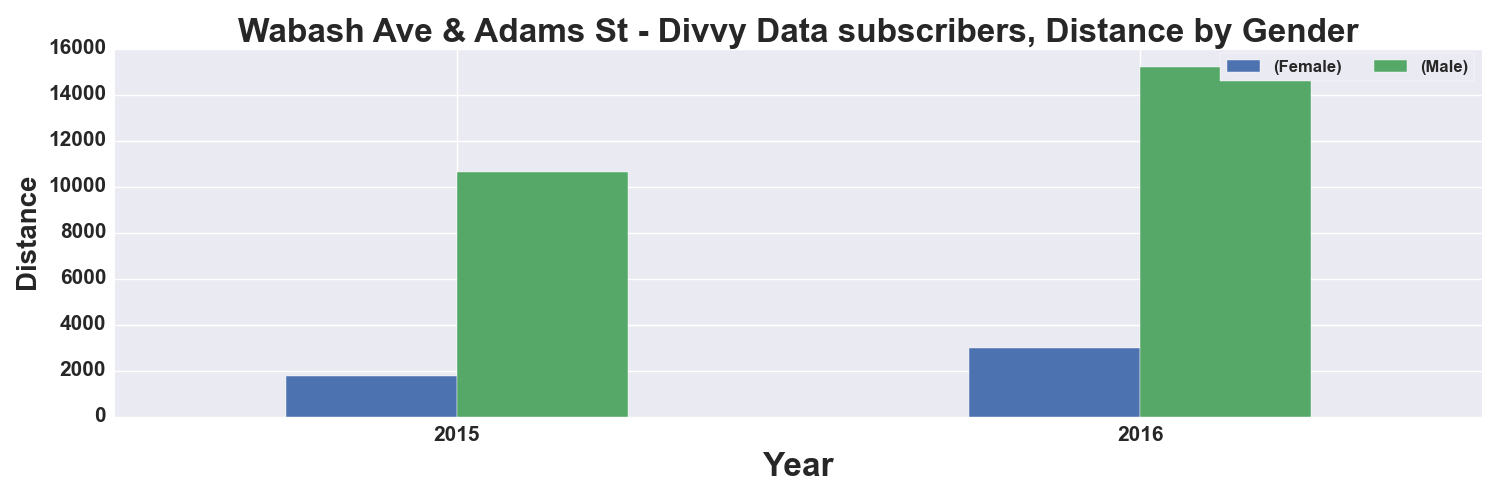 Wabash Ave & Adams St - Divvy Data subscribers, Distance by Gender
16000
14000
12000
10000
8000
6000
4000
2000
0
Distance
(Female)
(Male)
2015
2016
Year